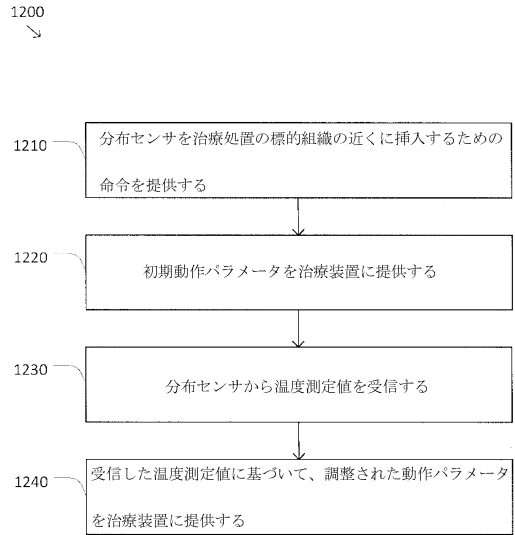 1200
1210
分布センサを治療処置の標的組織の近くに挿入するための
命令を提供する
1220
初期動作パラメータを治療装置に提供する
1230
分布センサから温度測定値を受信する
1240
受信した温度測定値に基づいて、調整された動作パラメータ
を治療装置に提供する